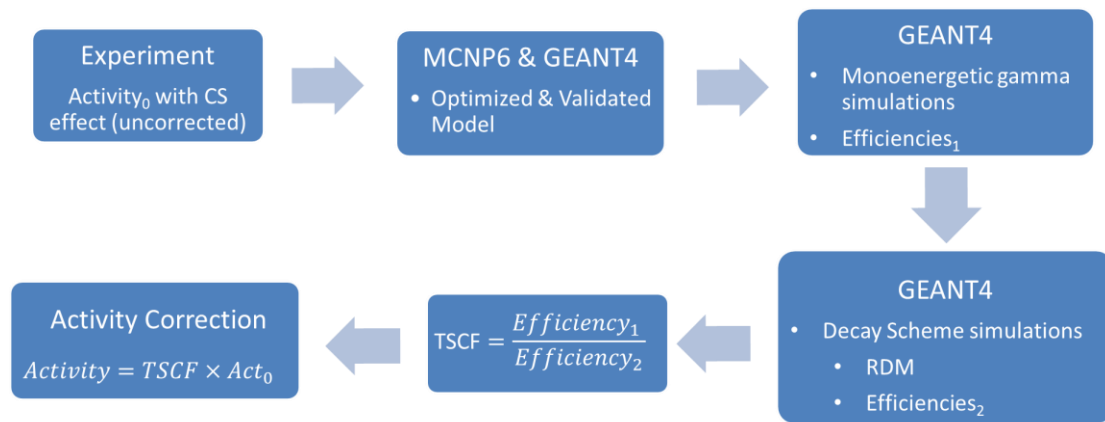 Experiment
Activity₀ with CS
effect (uncorrected)
MCNP6 & GEANT4
• Optimized & Validated
Model
GEANT4
• Monoenergetic gamma
simulations
• Efficiencies₁
GEANT4
• Decay Scheme simulations
• RDM
• Efficiencies₂
TSCF = Efficiency₁ / Efficiency₂
Activity Correction
Activity = TSCF × Act₀